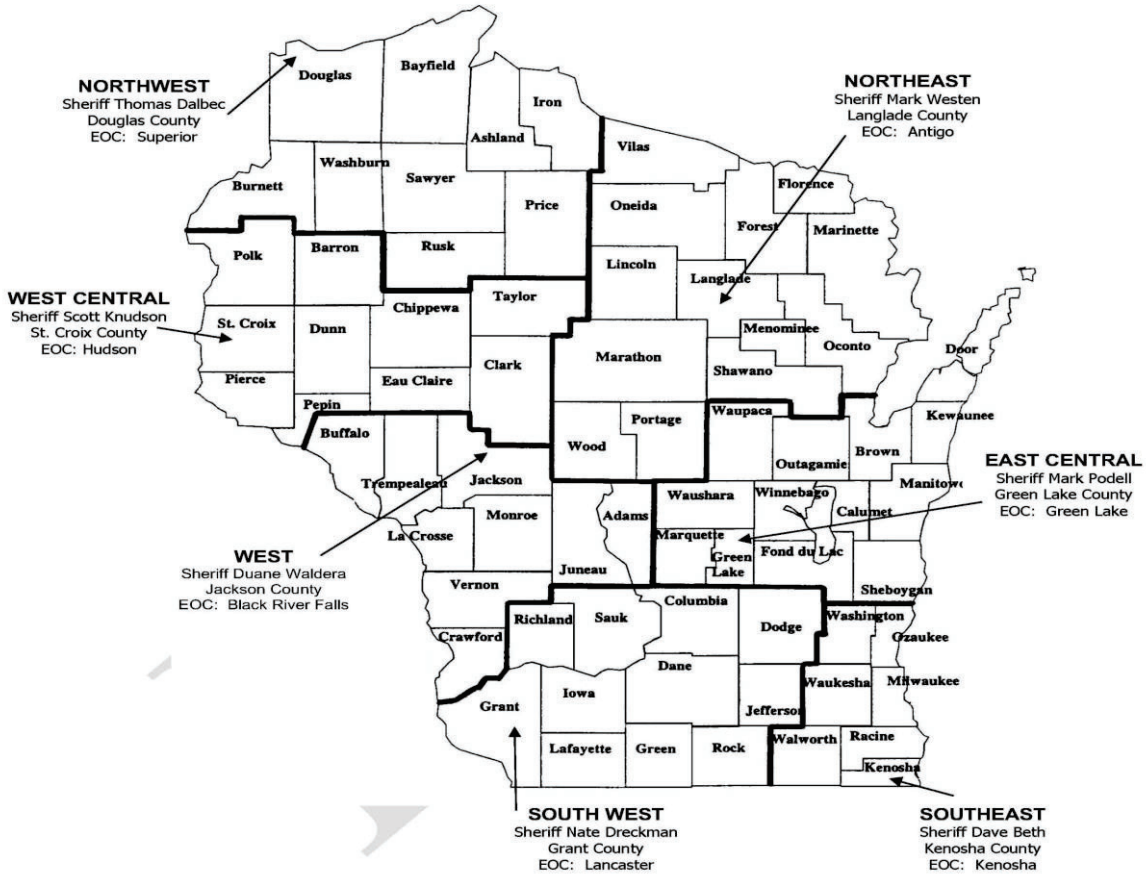 NORTHWEST
Sheriff Thomas Dalbec
Douglas County
EOC: Superior
NORTHEAST
Sheriff Mark Westen
Langlade County
EOC: Antigo
WEST CENTRAL
Sheriff Scott Knudson
St. Croix County
EOC: Hudson
EAST CENTRAL
Sheriff Mark Podell
Green Lake County
EOC: Green Lake
WEST
Sheriff Duane Waldera
Jackson County
EOC: Black River Falls
SOUTH WEST
Sheriff Nate Dreckman
Grant County
EOC: Lancaster
SOUTHEAST
Sheriff Dave Beth
Kenosha County
EOC: Kenosha
Douglas
Bayfield
Ashland
Iron
Vilas
Burnett
Washburn
Sawyer
Price
Oneida
Forest
Florence
Marinette
Polk
Barron
Rusk
Lincoln
Langlade
Taylor
Chippewa
St. Croix
Dunn
Menominee
Oconto
Door
Marathon
Clark
Shawano
Pierce
Eau Claire
Pepin
Buffalo
Waupaca
Kewaunee
Portage
Wood
Outagamie
Brown
Trempealeau
Jackson
Waushara
Winnebago
Calumet
Manitowc
Monroe
Adams
La Crosse
Marquette
Green
Lake
Fond du Lac
Juneau
Sheboygan
Vernon
Columbia
Richland
Sauk
Dodge
Washington
Ozaukee
Crawford
Dane
Iowa
Grant
Jefferson
Waukesha
Milwaukee
Lafayette
Green
Rock
Walworth
Racine
Kenosha